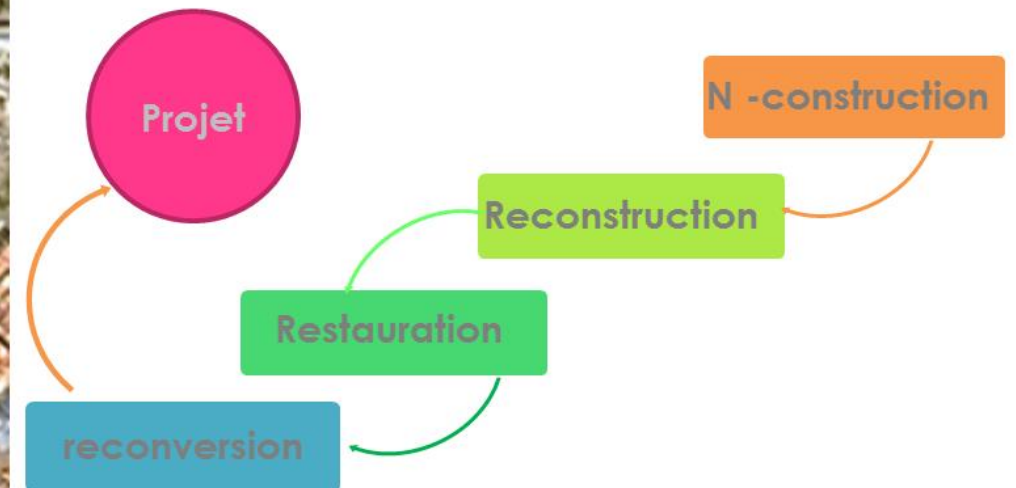 Projet
N -construction
Reconstruction
Restauration
reconversion